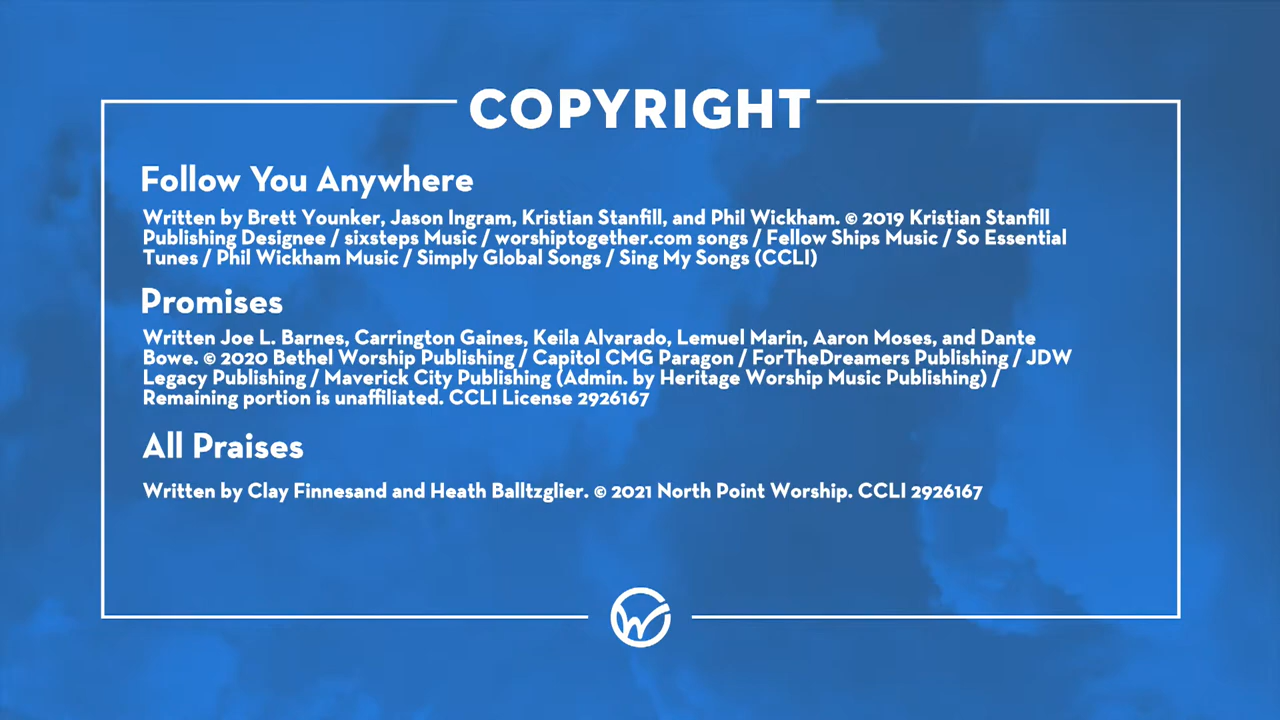 COPYRIGHT
Follow You Anywhere
Written by Brett Younker, Jason Ingram, Kristian Stanfill, and Phil Wickham. © 2019 Kristian Stanfill
Publishing Designee / sixsteps Music / worshiptogether.com songs / Fellow Ships Music / So Essential
Tunes / Phil Wickham Music / Simply Global Songs / Sing My Songs (CCLI)
Promises
Written Joe L. Barnes, Carrington Gaines, Keila Alvarado, Lemuel Marin, Aaron Moses, and Dante
Bowe. © 2020 Bethel Worship Publishing / Capitol CMG Paragon / ForTheDreamers Publishing / JDW
Legacy Publishing / Maverick City Publishing (Admin. by Heritage Worship Music Publishing) /
Remaining portion is unaffiliated. CCLI License 2926167
All Praises
Written by Clay Finnesand and Heath Balltzglier. © 2021 North Point Worship. CCLI 2926167
W